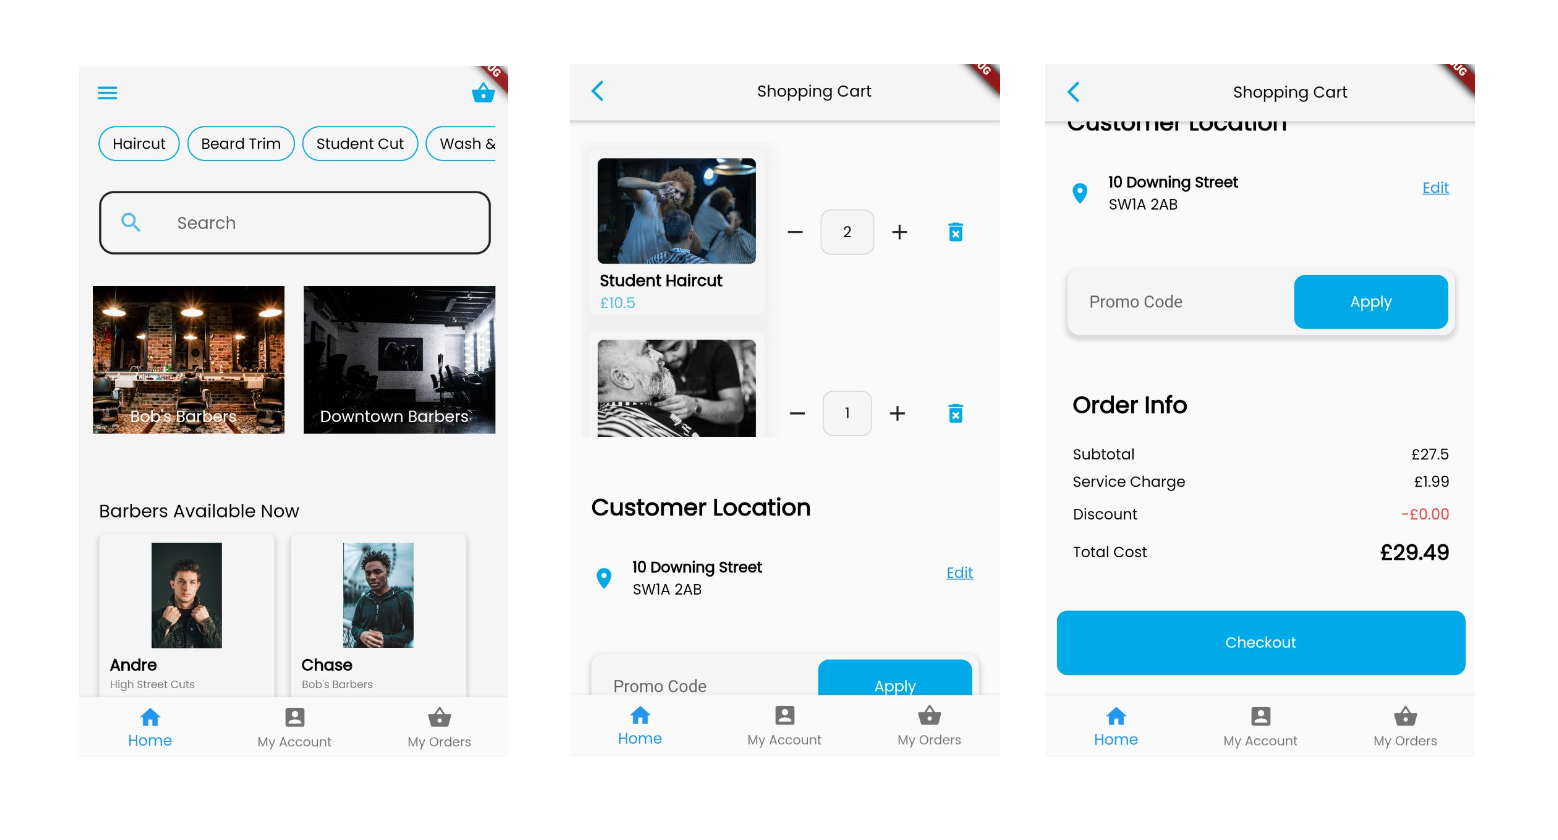 Haircut
Beard Trim
Student Cut
Wash &
Search
Bob's Barbers
Downtown Barbers
Barbers Available Now
Andre
High Street Cuts
Chase
Bob's Barbers
Home
My Account
My Orders
Shopping Cart
2
Student Haircut
£10.5
1
Customer Location
10 Downing Street
SW1A 2AB
Edit
Promo Code
Apply
Home
My Account
My Orders
Shopping Cart
Customer Location
10 Downing Street
SW1A 2AB
Edit
Promo Code
Apply
Order Info
Subtotal £27.5
Service Charge £1.99
Discount -£0.00
Total Cost £29.49
Checkout
Home
My Account
My Orders